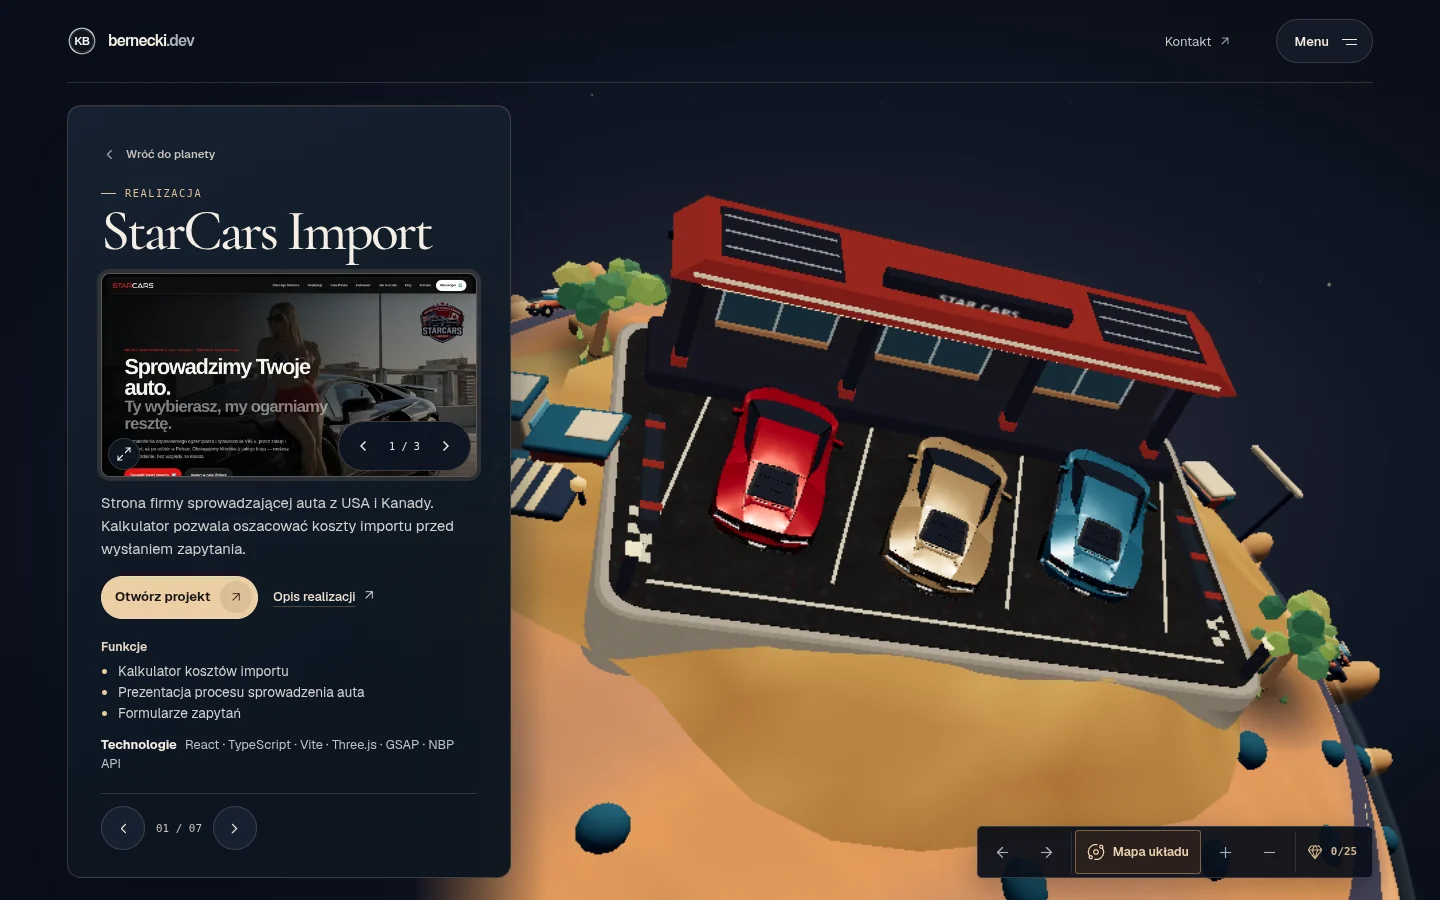 KB bernecki.dev
Kontakt
Menu
Wróć do planety
REALIZACJA
StarCars Import
STARCARS
STARCARS
Sprowadzimy Twoje
auto.
Ty wybierasz, my ogarniamy
resztę.
1 / 3
STAR CARS
Strona firmy sprowadzającej auta z USA i Kanady.
Kalkulator pozwala oszacować koszty importu przed
wysłaniem zapytania.
Otwórz projekt
Opis realizacji
Funkcje
Kalkulator kosztów importu
Prezentacja procesu sprowadzenia auta
Formularze zapytań
Technologie React · TypeScript · Vite · Three.js · GSAP · NBP
API
01 / 07
Mapa układu
0/25